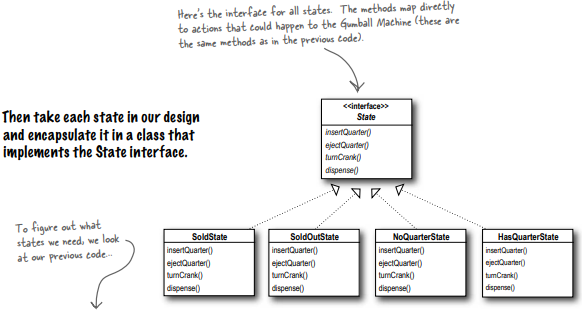 Here's the interface for all states. The methods map directly
to actions that could happen to the Gumball Machine (these are
the same methods as in the previous code).
<<interface>>
State
insertQuarter()
ejectQuarter()
turnCrank()
dispense()
Then take each state in our design
and encapsulate it in a class that
implements the State interface.
To figure out what
states we need, we look
at our previous code...
SoldState
insertQuarter()
ejectQuarter()
turnCrank()
dispense()
SoldOutState
insertQuarter()
ejectQuarter()
turnCrank()
dispense()
NoQuarterState
insertQuarter()
ejectQuarter()
turnCrank()
dispense()
HasQuarterState
insertQuarter()
ejectQuarter()
turnCrank()
dispense()